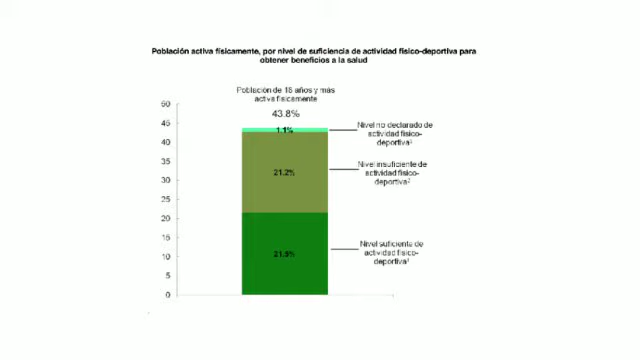 Población activa físicamente, por nivel de suficiencia de actividad físico-deportiva para
obtener beneficios a la salud
Población de 18 años y más
activa físicamente
43.8%
50
45
40
35
30
25
20
15
10
5
0
1.1%
21.2%
21.5%
Nivel no declarado de
actividad físico-
deportiva
Nivel insuficiente de
actividad físico-
deportiva²
Nivel suficiente de
actividad físico-
deportiva¹